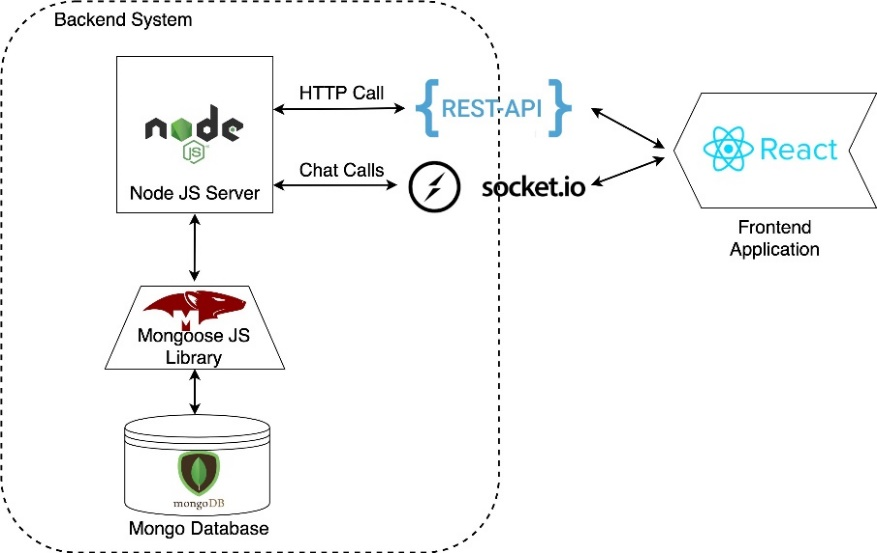 Backend System
node
JS
Node JS Server
HTTP Call
{REST-API}
Chat Calls
socket.io
React
Frontend
Application
M
Mongoose JS
Library
mongoDB
Mongo Database